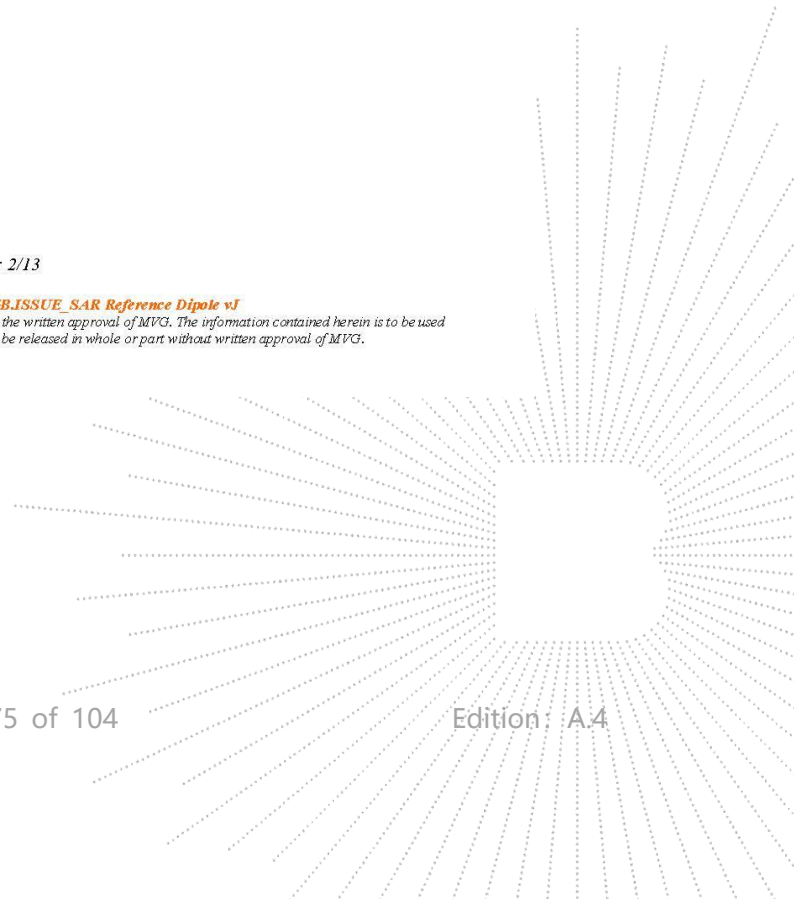 : 2/13
B.ISSUE_SAR Reference Dipole vJ
the written approval of MVG. The information contained herein is to be used
be released in whole or part without written approval of MVG.
5 of 104 Edition: A.4